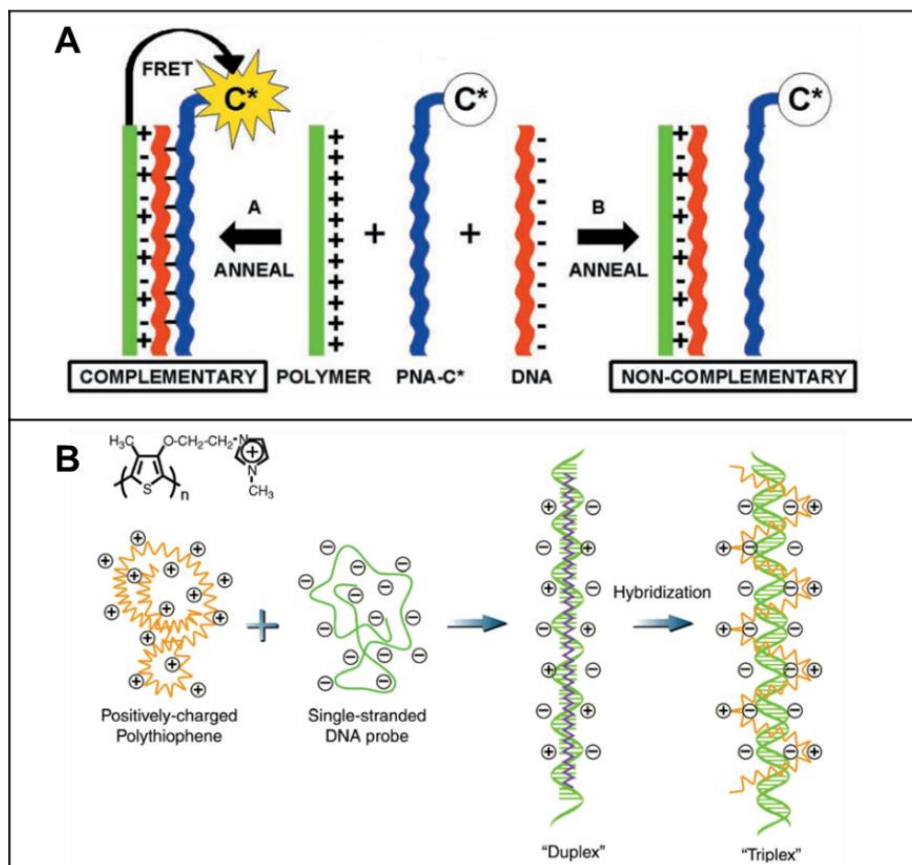 A
FRET
C*
C*
C*
A
ANNEAL
+
+
B
ANNEAL
COMPLEMENTARY
POLYMER
PNA-C*
DNA
NON-COMPLEMENTARY
B
H₃C
O-CH₂-CH₂-N
+
N
S
n
CH₃
+
Hybridization
Positively-charged
Polythiophene
Single-stranded
DNA probe
"Duplex"
"Triplex"